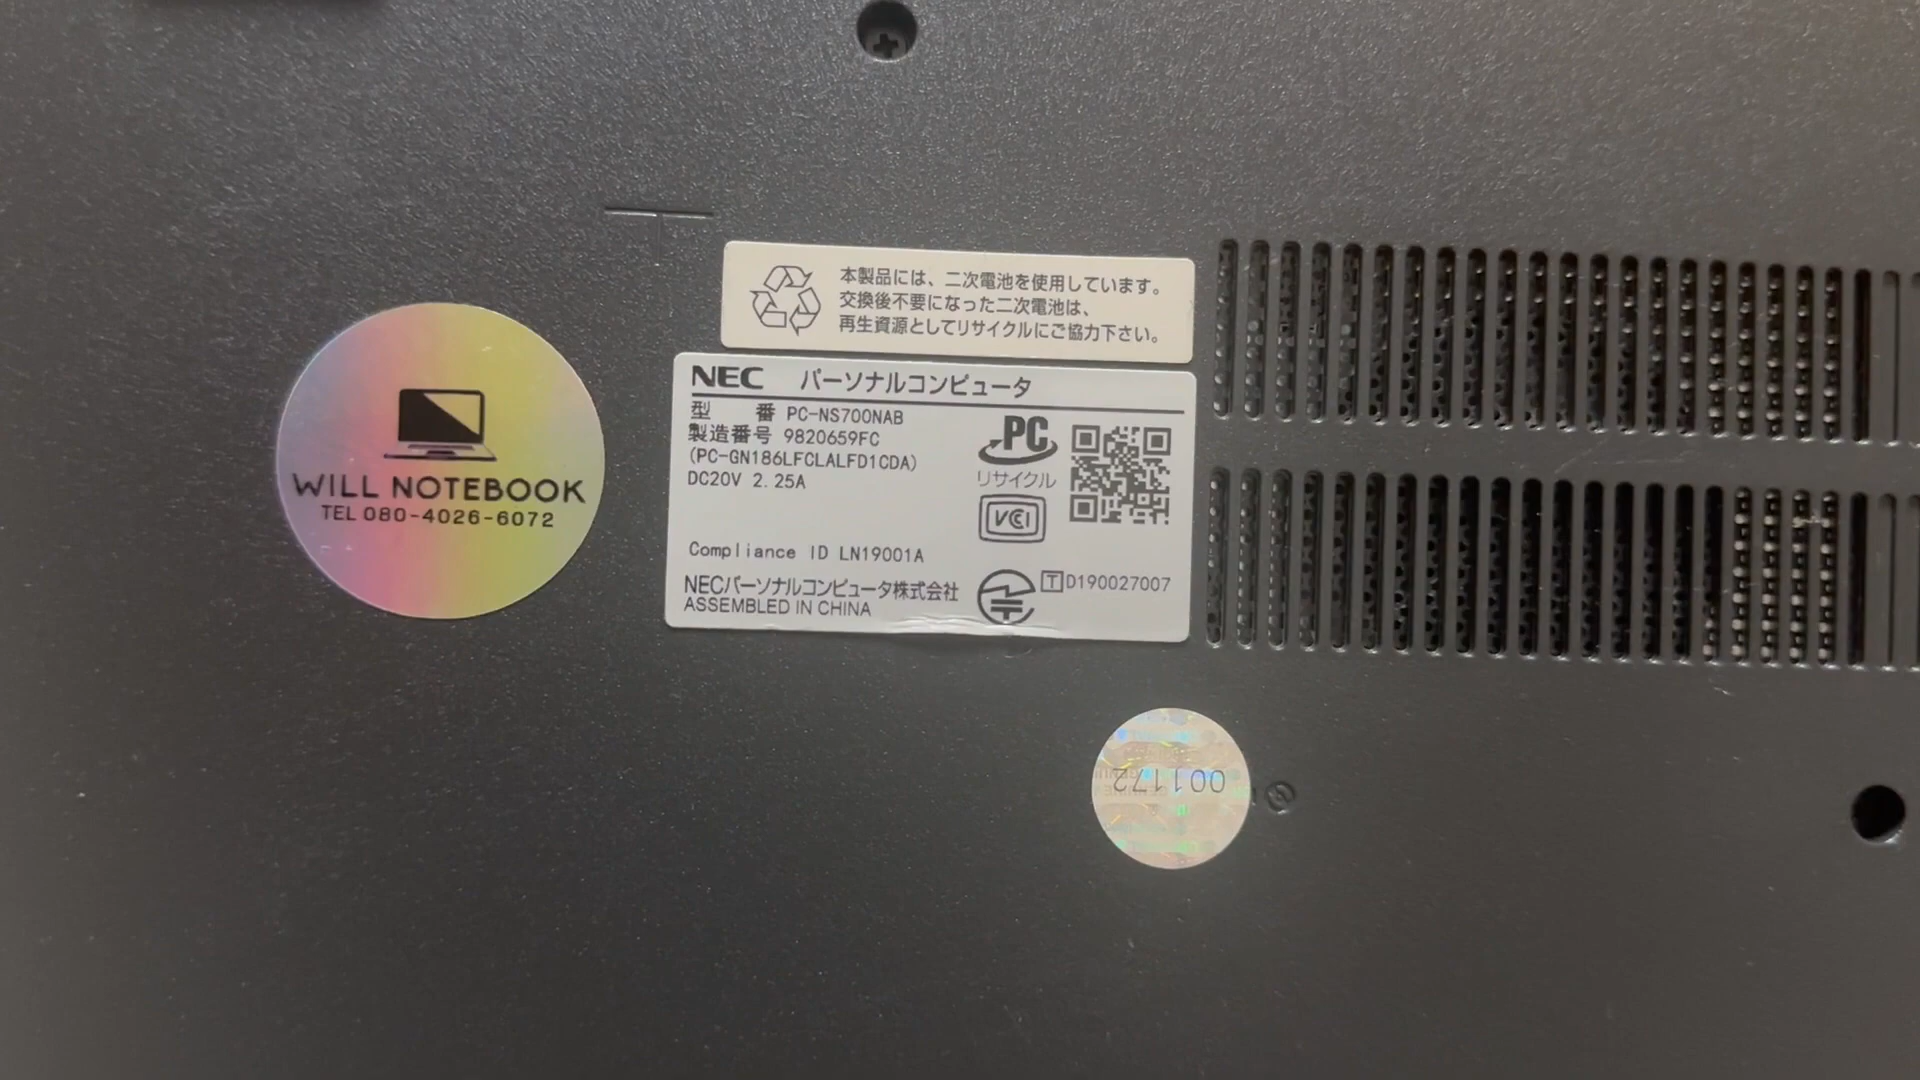 本製品には、二次電池を使用しています。
交換後不要になった二次電池は、
再生資源としてリサイクルにご協力下さい。
WILL NOTEBOOK
TEL 080-4026-6072
NEC パーソナルコンピュータ
型 番 PC-NS700NAB
製造番号 9820659FC
(PC-GN186LFCLALFD1CDA)
DC20V 2.25A
PC
リサイクル
VCI
Compliance ID LN19001A
NECパーソナルコンピュータ株式会社
ASSEMBLED IN CHINA
T D190027007
001172